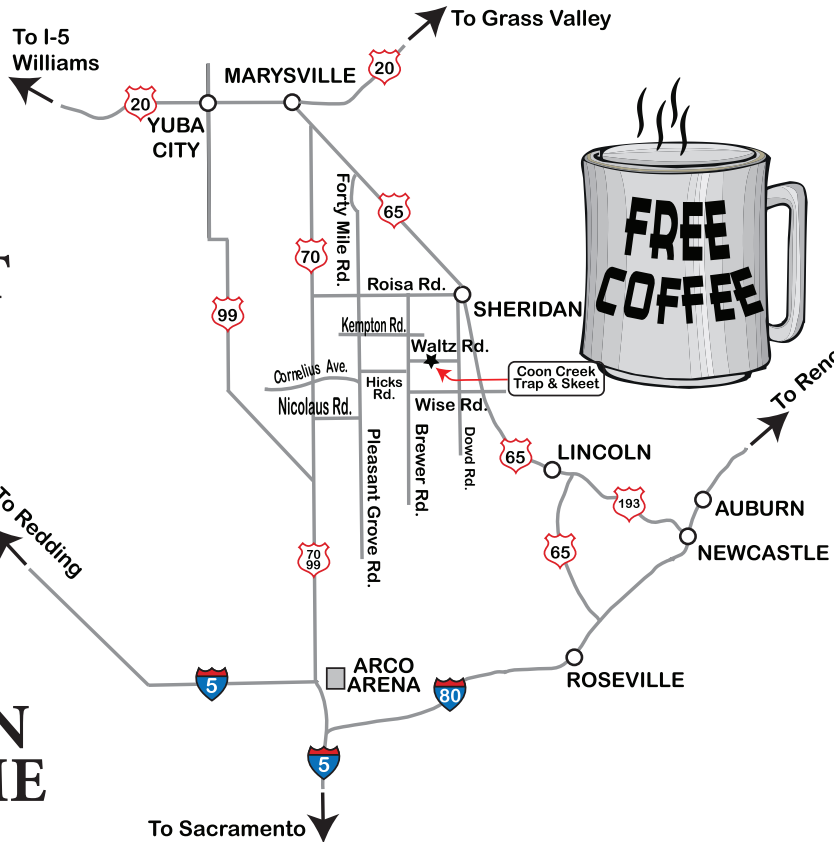 To Grass Valley
To I-5
Williams
MARYSVILLE
20
20
YUBA
CITY
FREE
COFFEE
Forty Mile Rd.
65
70
Roisa Rd.
SHERIDAN
99
Kempton Rd.
Waltz Rd.
Coon Creek
Trap & Skeet
Cornelius Ave.
Hicks
Rd.
Nicolaus Rd.
Wise Rd.
Pleasant Grove Rd.
Brewer Rd.
Dowd Rd.
65
LINCOLN
193
AUBURN
65
NEWCASTLE
To Redding
70
99
ARCO
ARENA
5
80
ROSEVILLE
N
5
To Sacramento